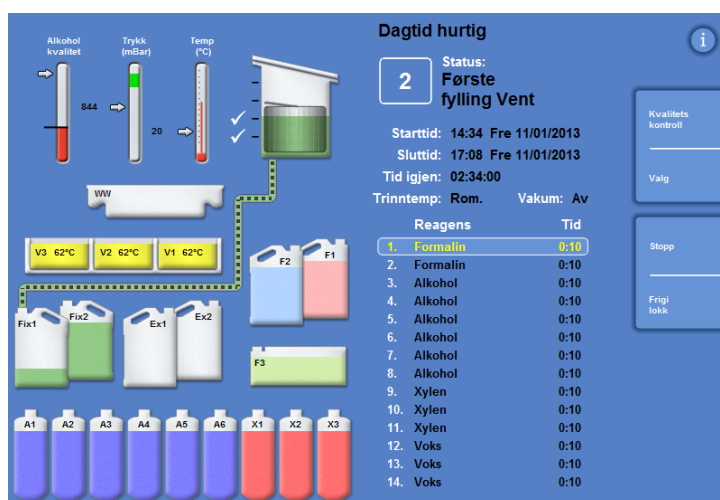 Alkohol
kvalitet
Trykk
(mBar)
Temp
(°C)
844
20
WW
V3 62°C
V2 62°C
V1 62°C
F2
F1
Fix1
Fix2
Ex1
Ex2
F3
A1
A2
A3
A4
A5
A6
X1
X2
X3
Dagtid hurtig
2
Status:
Første
fylling Vent
Starttid: 14:34 Fre 11/01/2013
Sluttid: 17:08 Fre 11/01/2013
Tid igjen: 02:34:00
Trinntemp: Rom. Vakum: Av
Reagens Tid
1. Formalin 0:10
2. Formalin 0:10
3. Alkohol 0:10
4. Alkohol 0:10
5. Alkohol 0:10
6. Alkohol 0:10
7. Alkohol 0:10
8. Alkohol 0:10
9. Xylen 0:10
10. Xylen 0:10
11. Xylen 0:10
12. Voks 0:10
13. Voks 0:10
14. Voks 0:10
i
Kvalitets
kontroll
Valg
Stopp
Frigi
lokk